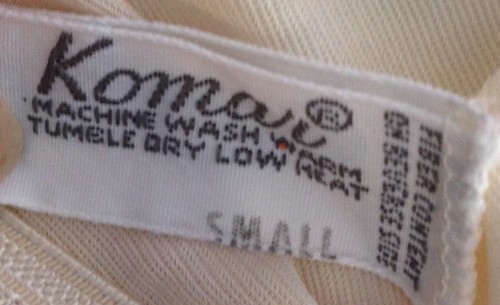 Komar®
MACHINE WASH WARM
TUMBLE DRY LOW HEAT
SMALL
FIBER CONTENT
ON REVERSE SIDE